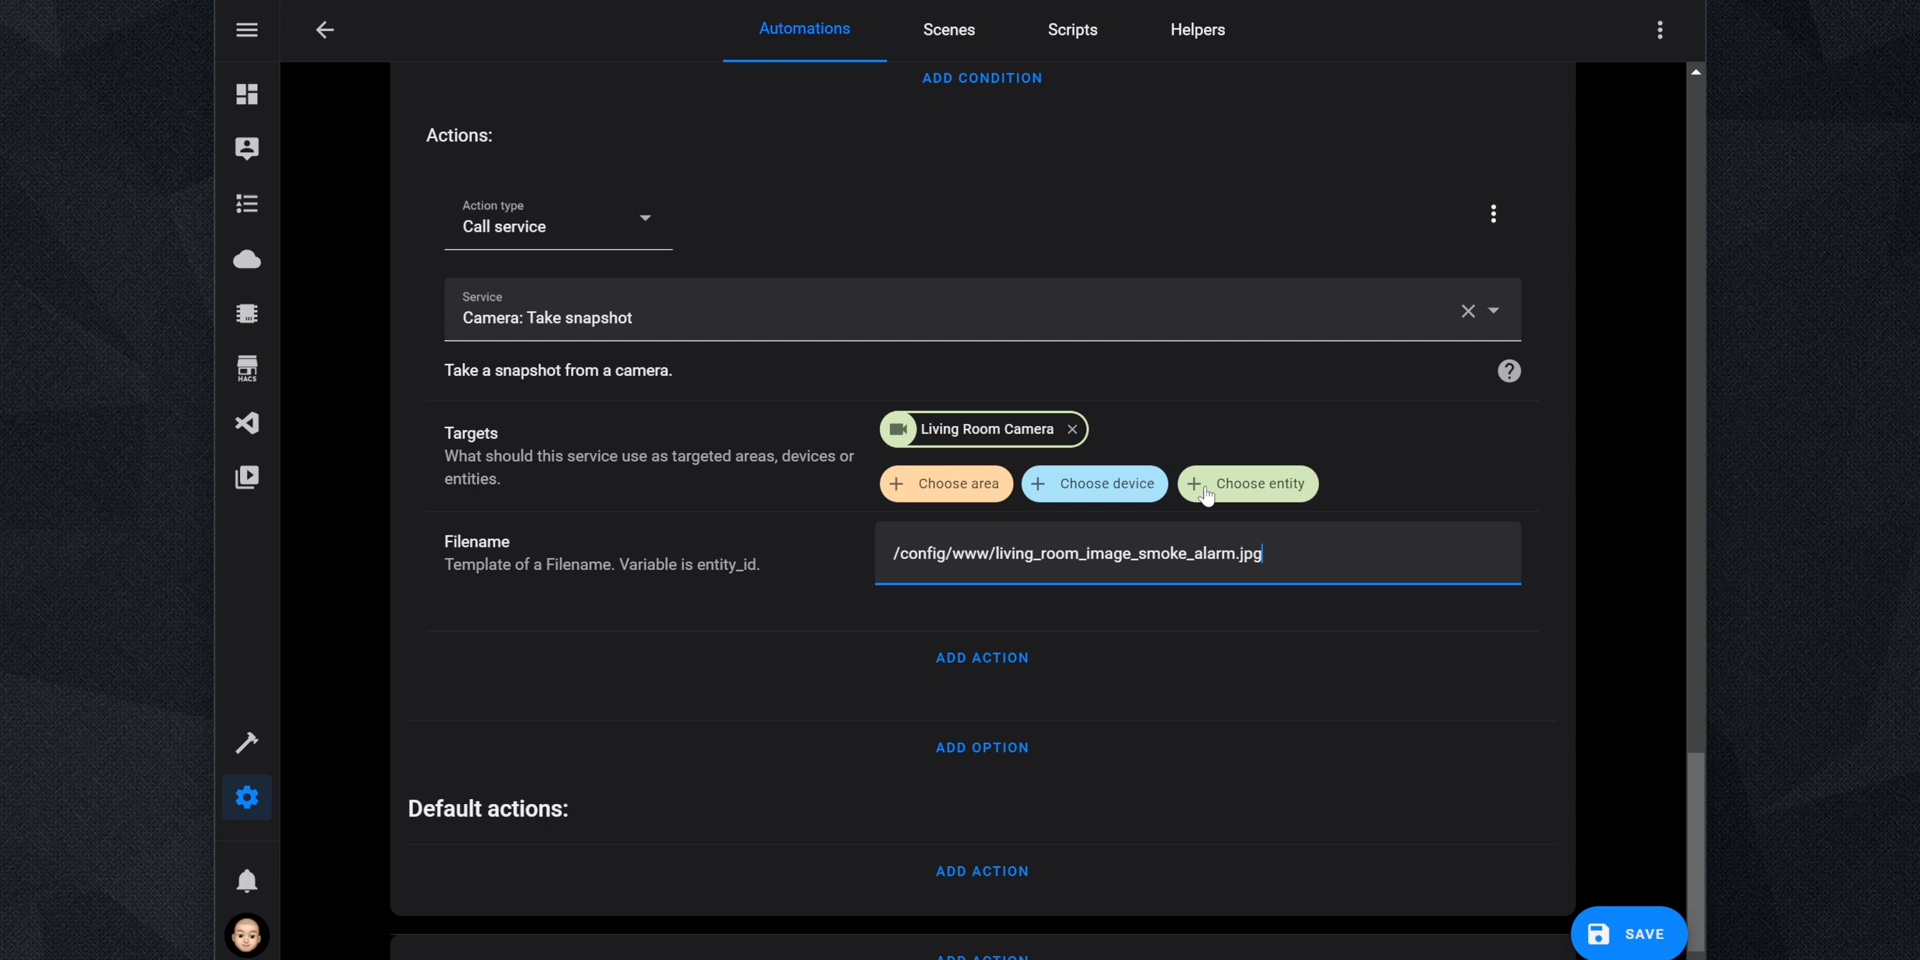 Automations
Scenes
Scripts
Helpers
ADD CONDITION
Actions:
Action type
Call service
Service
Camera: Take snapshot
Take a snapshot from a camera.
HACS
Targets
What should this service use as targeted areas, devices or
entities.
Living Room Camera
Choose area
Choose device
Choose entity
Filename
Template of a Filename. Variable is entity_id.
/config/www/living_room_image_smoke_alarm.jpg
ADD ACTION
ADD OPTION
Default actions:
ADD ACTION
SAVE
ADD ACTION